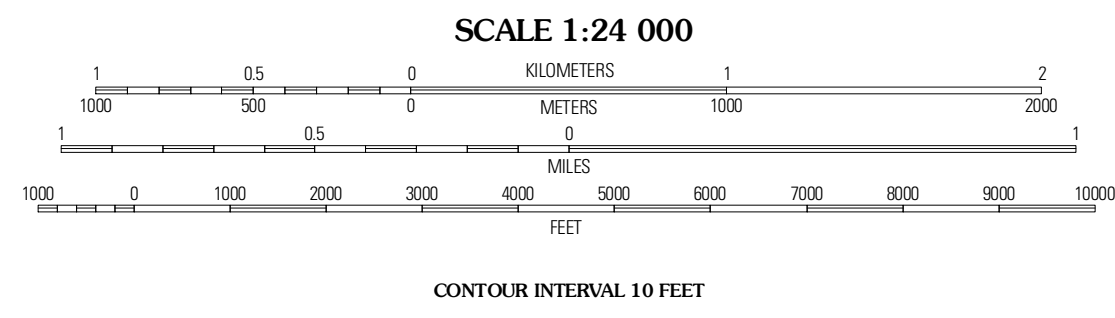 SCALE 1:24 000
1 0.5 0 KILOMETERS 1 2
1000 500 0 METERS 1000 2000
1 0.5 0 1
MILES
1000 0 1000 2000 3000 4000 5000 6000 7000 8000 9000 10000
FEET
CONTOUR INTERVAL 10 FEET